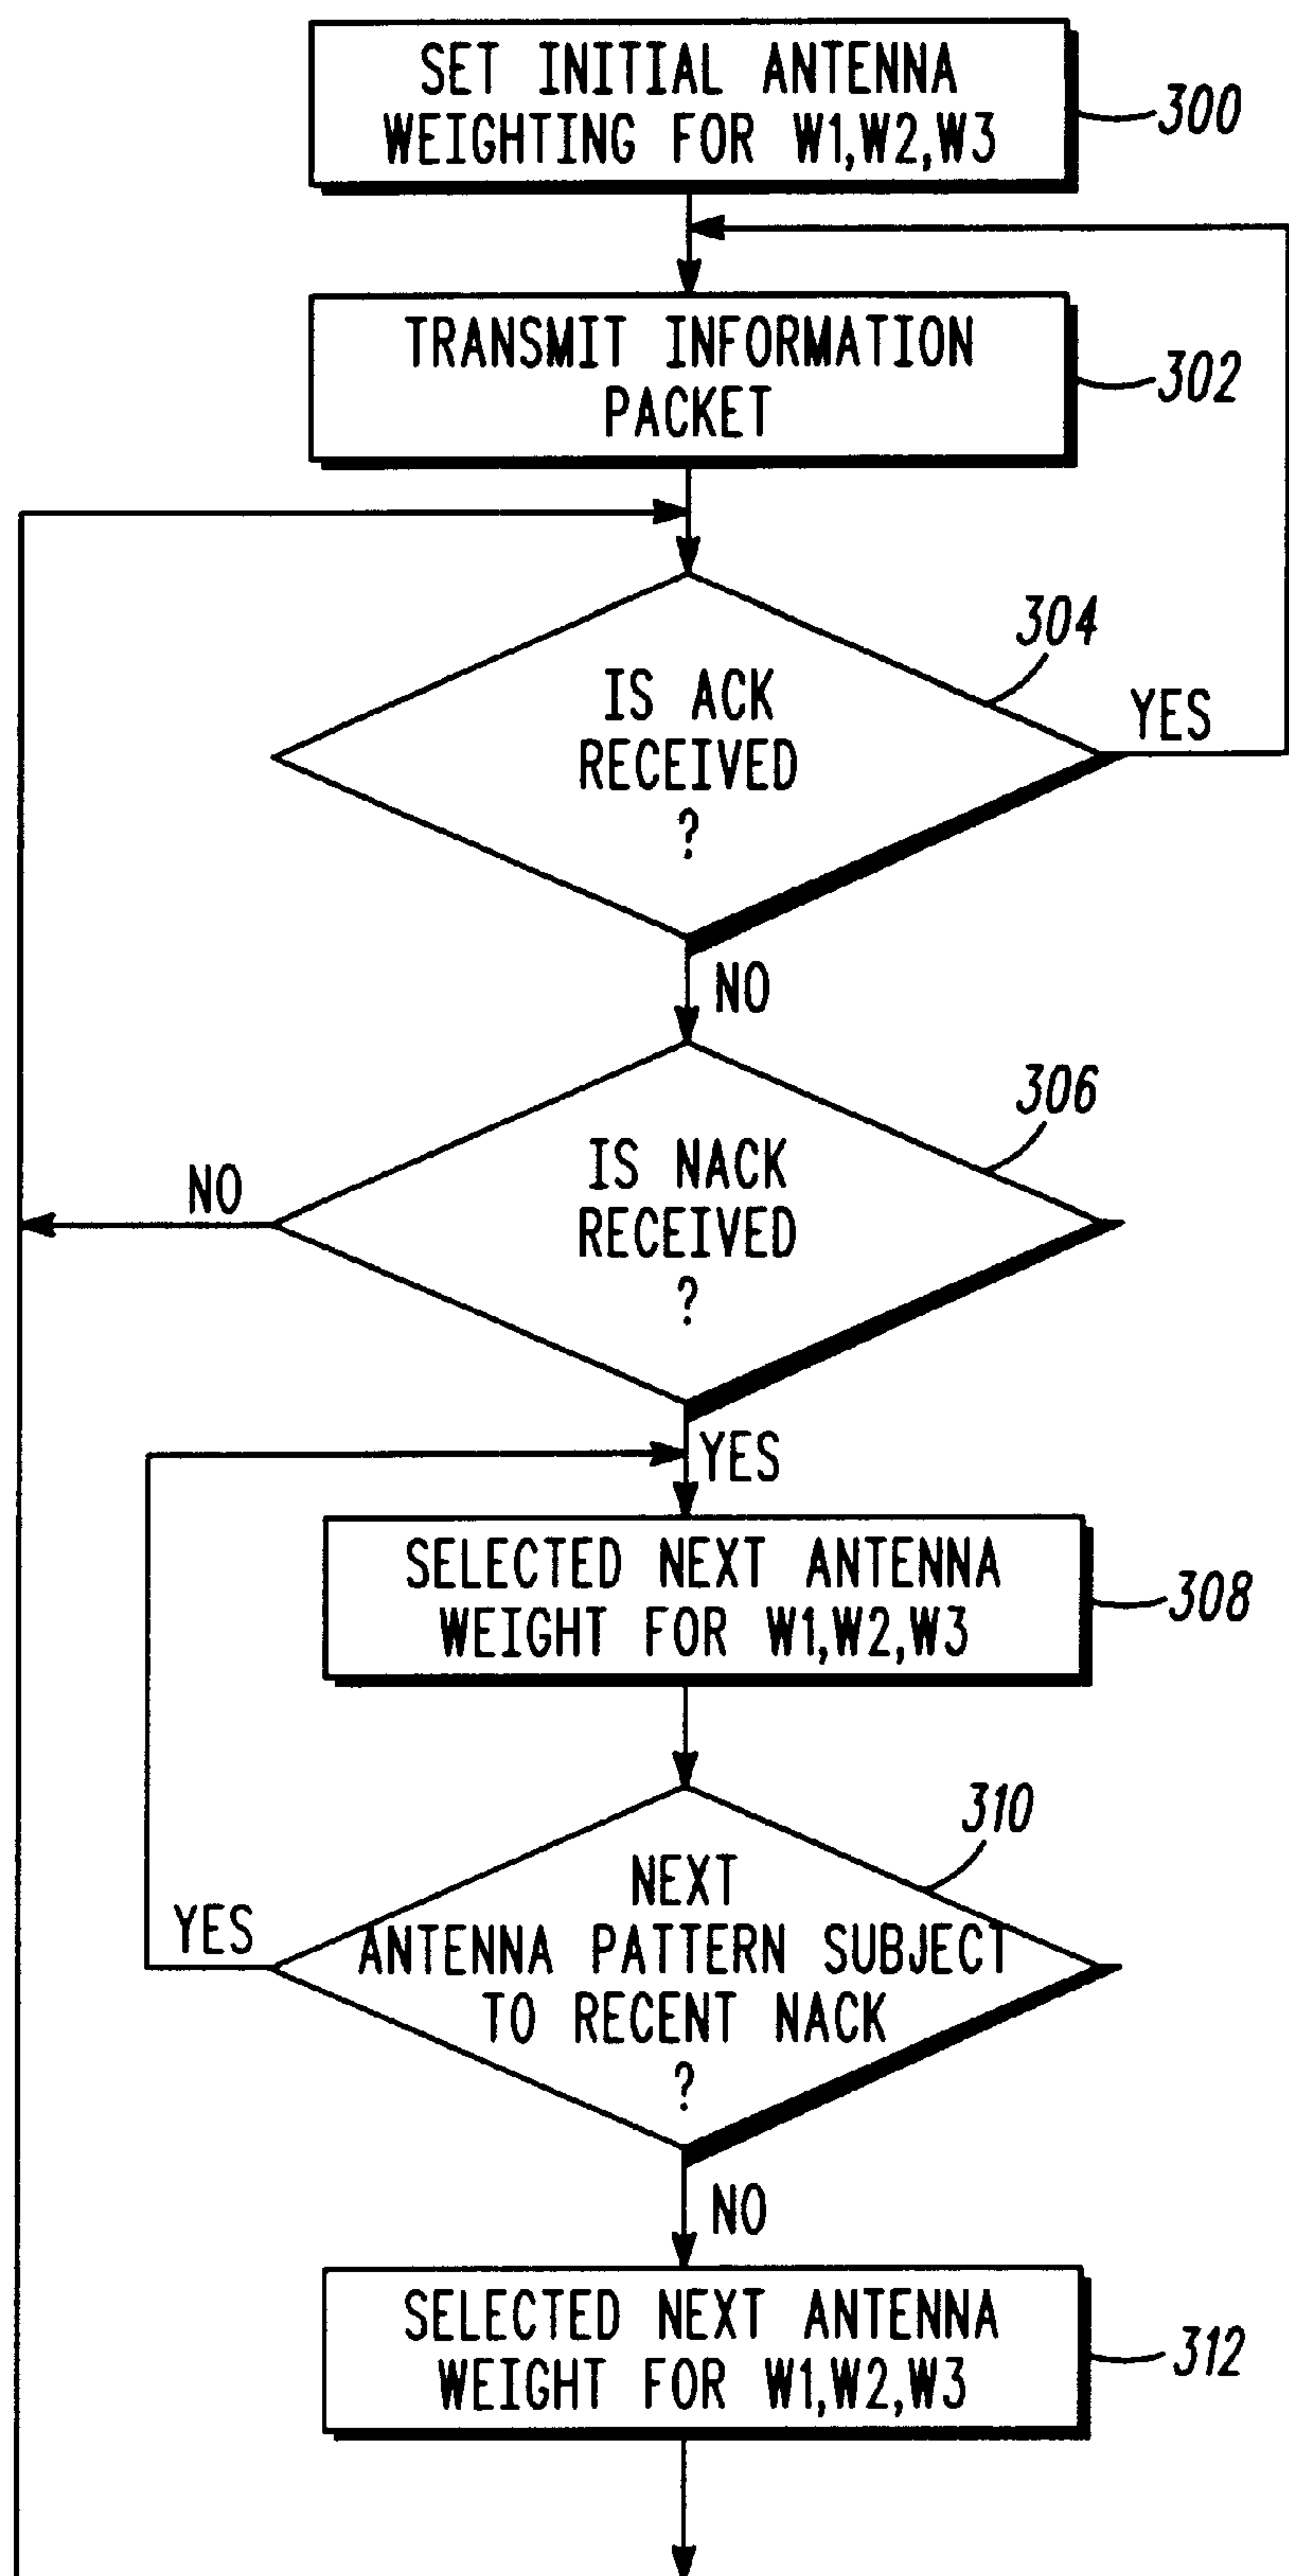 SET INITIAL ANTENNA
WEIGHTING FOR W1,W2,W3
300
TRANSMIT INFORMATION
PACKET
302
304
IS ACK
RECEIVED
?
YES
NO
306
IS NACK
RECEIVED
?
NO
YES
SELECTED NEXT ANTENNA
WEIGHT FOR W1,W2,W3
308
310
NEXT
ANTENNA PATTERN SUBJECT
TO RECENT NACK
?
YES
NO
SELECTED NEXT ANTENNA
WEIGHT FOR W1,W2,W3
312